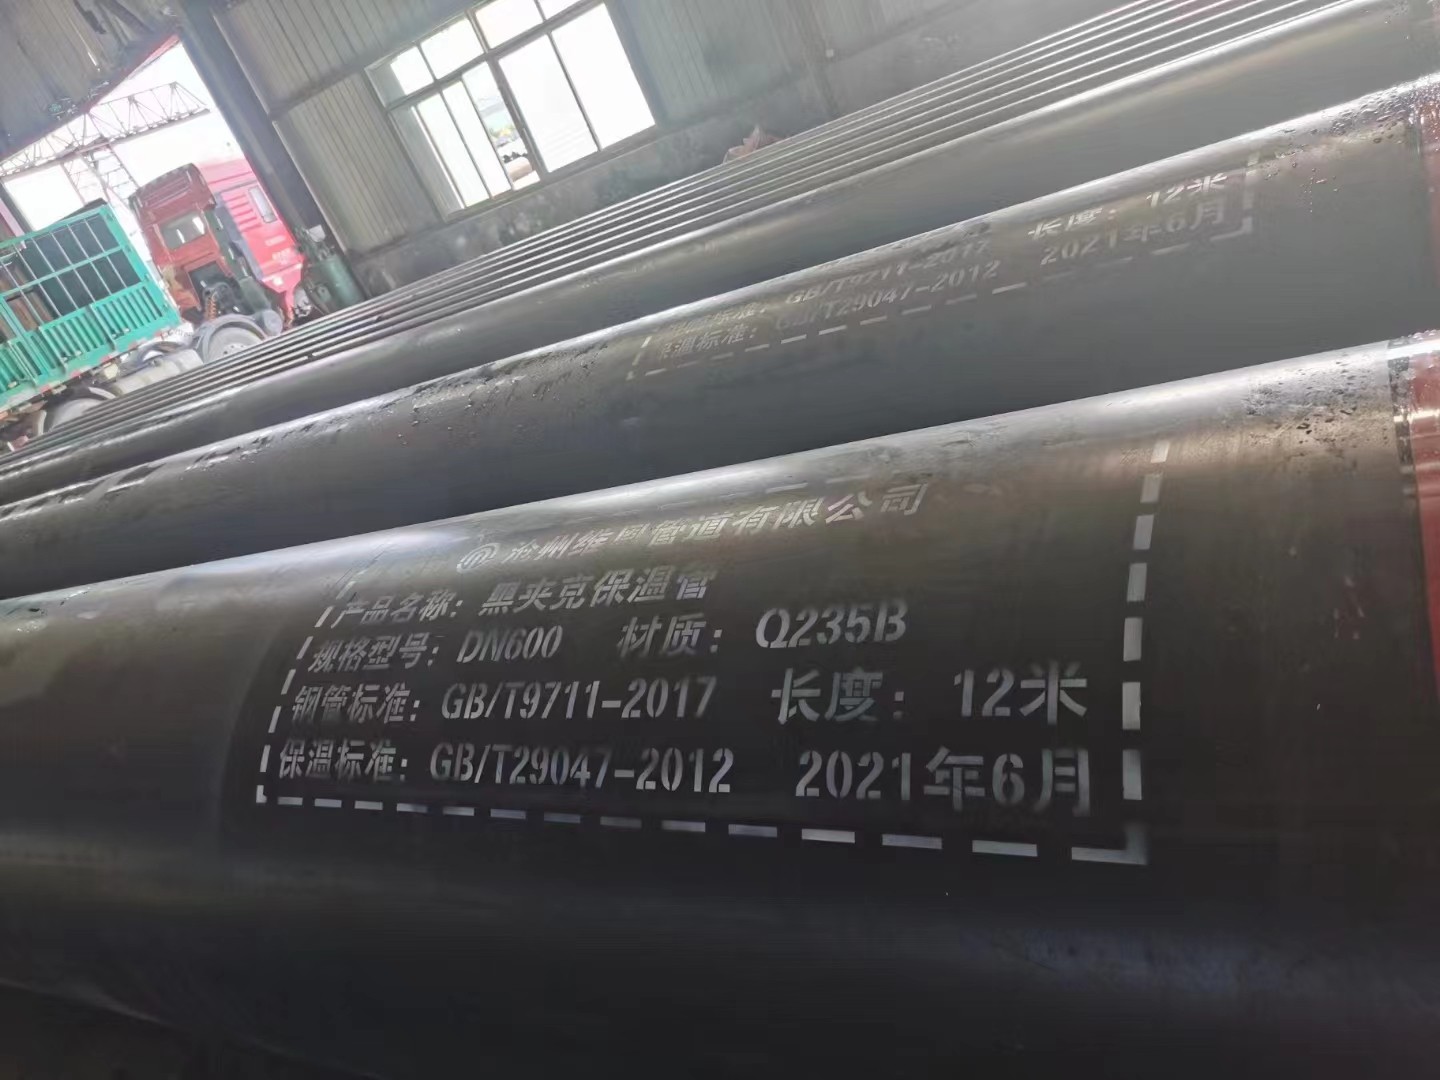 长度：12米
GB/T9711-2017
保温标准：GB/T29047-2012 2021年6月
沧州维恩管道有限公司
产品名称：黑夹克保温管
规格型号：DN600 材质：Q235B
钢管标准：GB/T9711-2017 长度：12米
保温标准：GB/T29047-2012 2021年6月